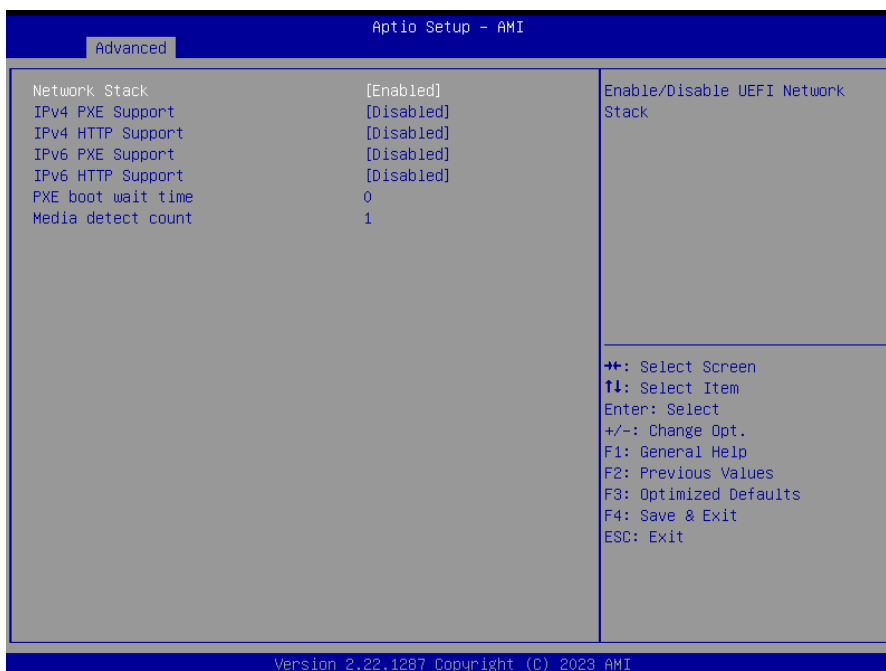 Aptio Setup - AMI
Advanced
Network Stack [Enabled]
IPv4 PXE Support [Disabled]
IPv4 HTTP Support [Disabled]
IPv6 PXE Support [Disabled]
IPv6 HTTP Support [Disabled]
PXE boot wait time 0
Media detect count 1
Enable/Disable UEFI Network
Stack
→←: Select Screen
↑↓: Select Item
Enter: Select
+/-: Change Opt.
F1: General Help
F2: Previous Values
F3: Optimized Defaults
F4: Save & Exit
ESC: Exit
Version 2.22.1287 Copyright (C) 2023 AMI